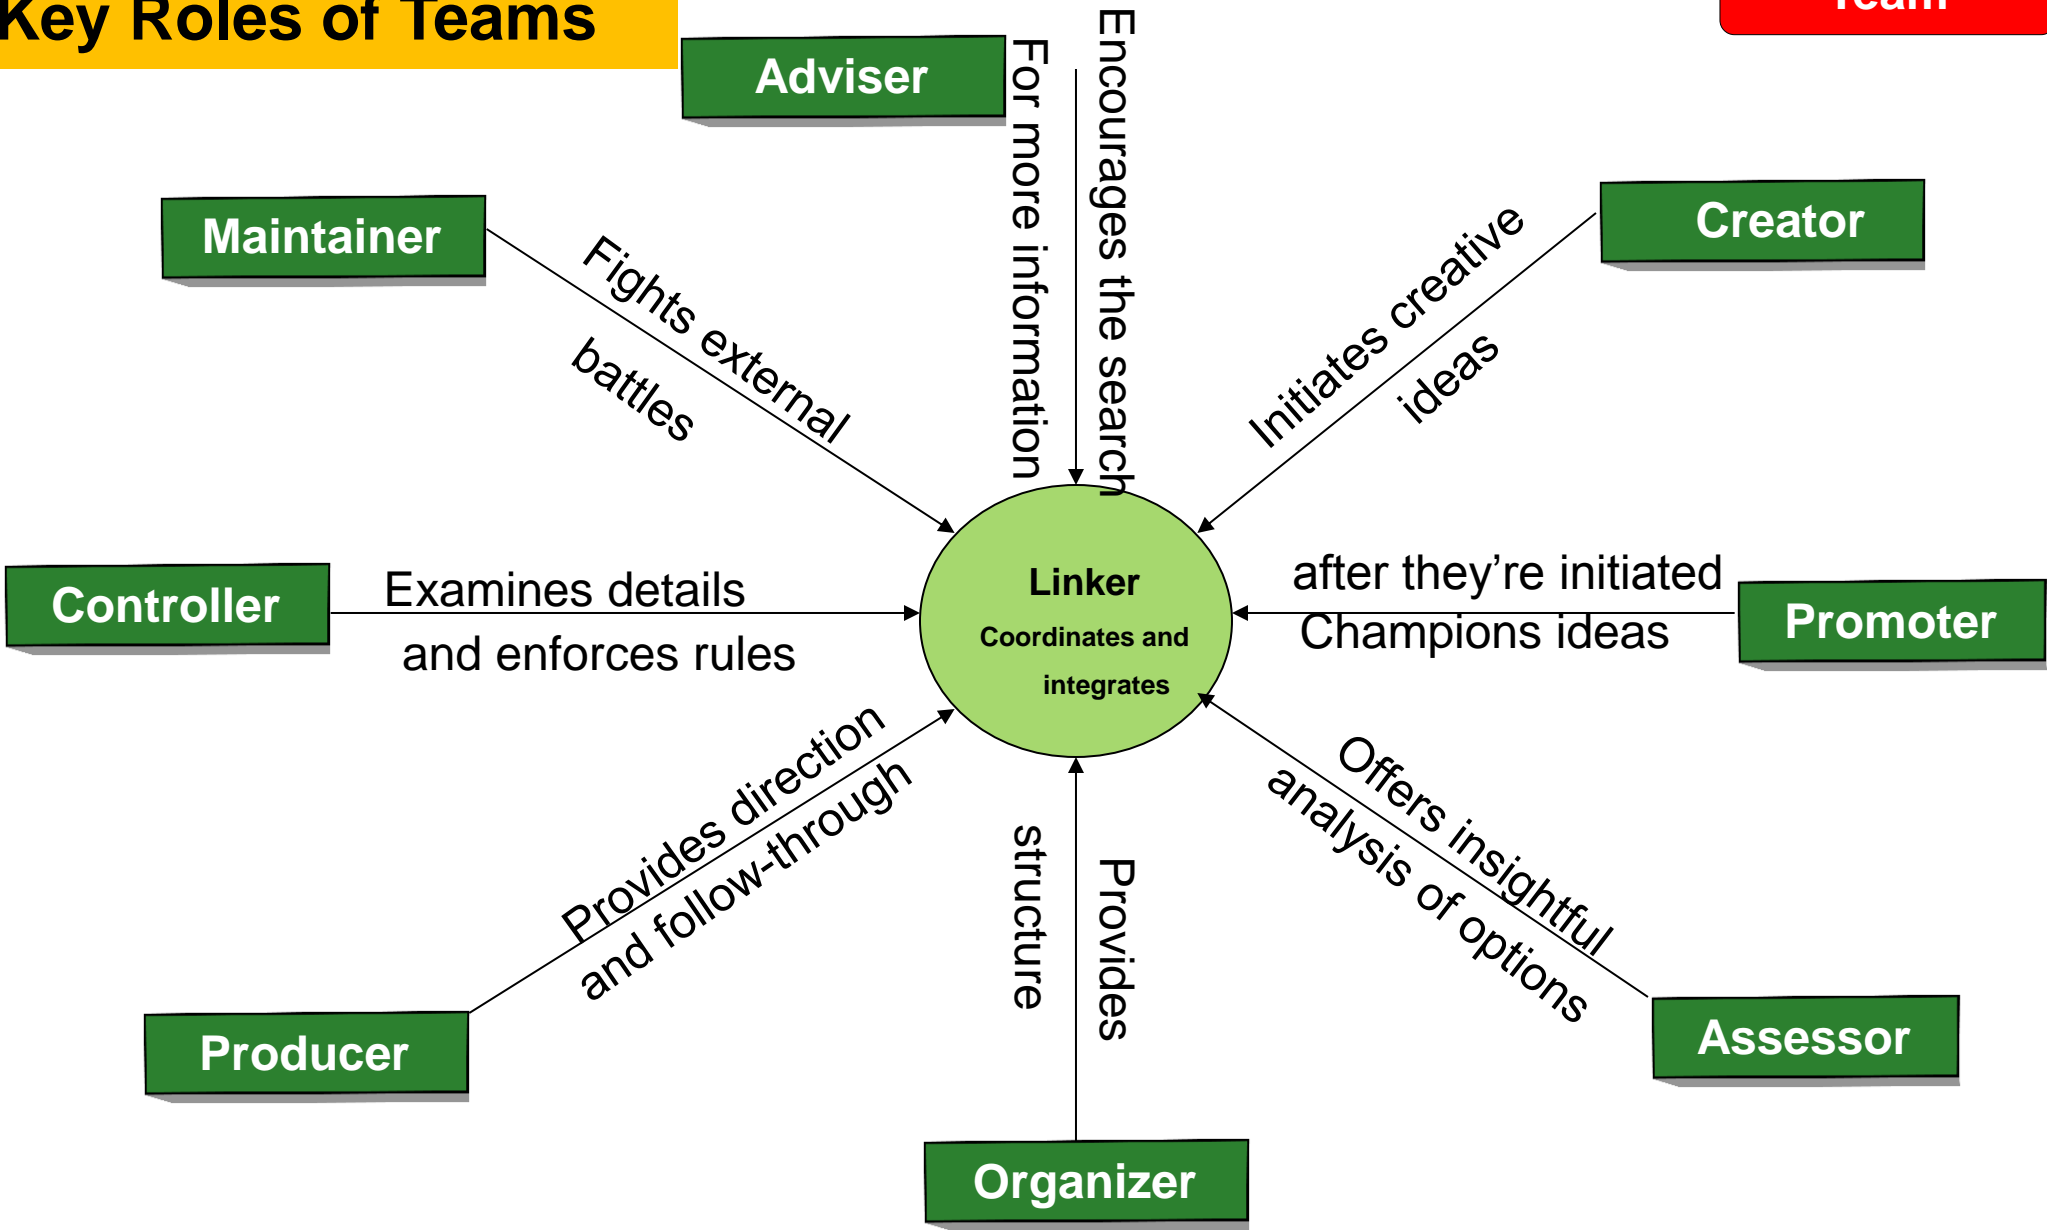 Key Roles of Teams
Team
Adviser
Encourages the search
For more information
Maintainer
Fights external
battles
Creator
Initiates creative
ideas
Controller
Examines details
and enforces rules
Linker
Coordinates and
integrates
after they're initiated
Champions ideas
Promoter
Provides direction
and follow-through
Producer
Provides
structure
Organizer
Offers insightful
analysis of options
Assessor